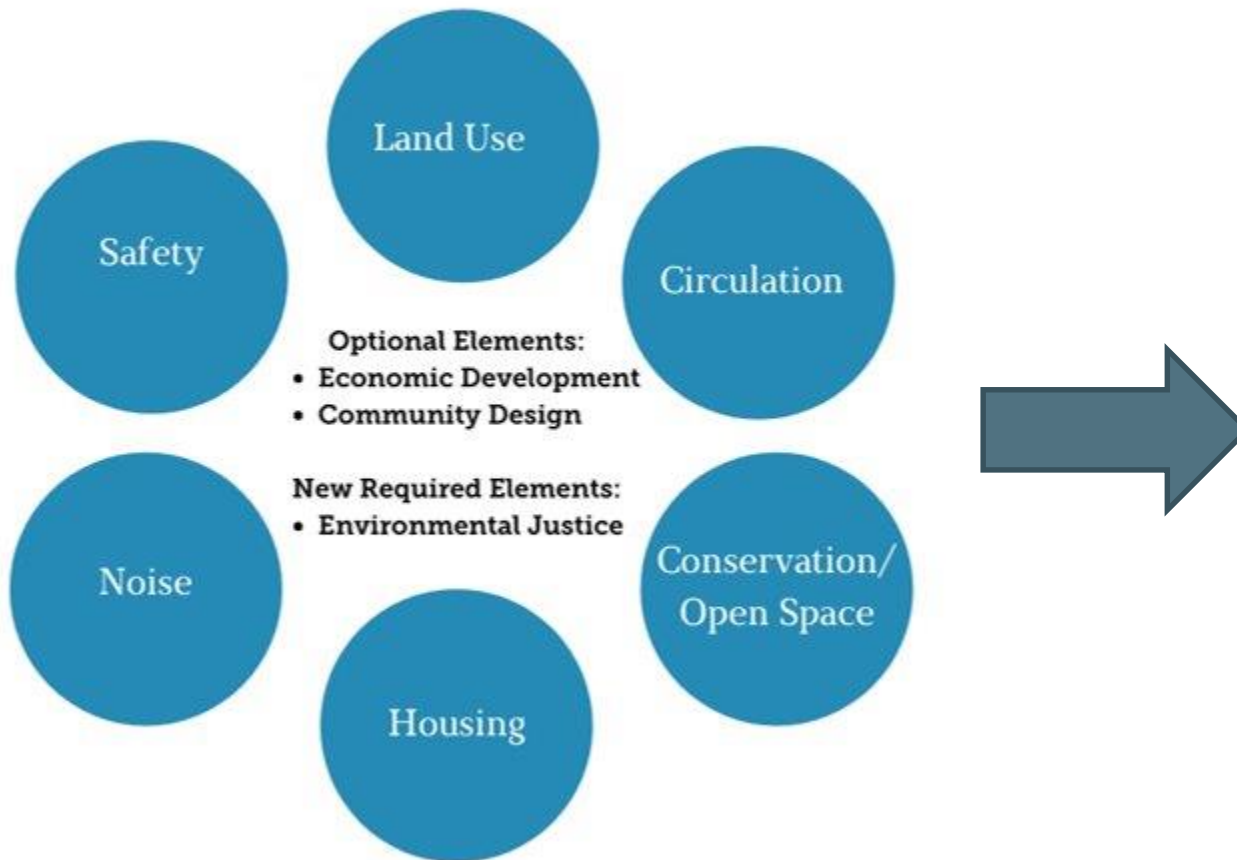 Land Use
Safety
Circulation
Optional Elements:
• Economic Development
• Community Design
New Required Elements:
• Environmental Justice
Noise
Conservation/
Open Space
Housing